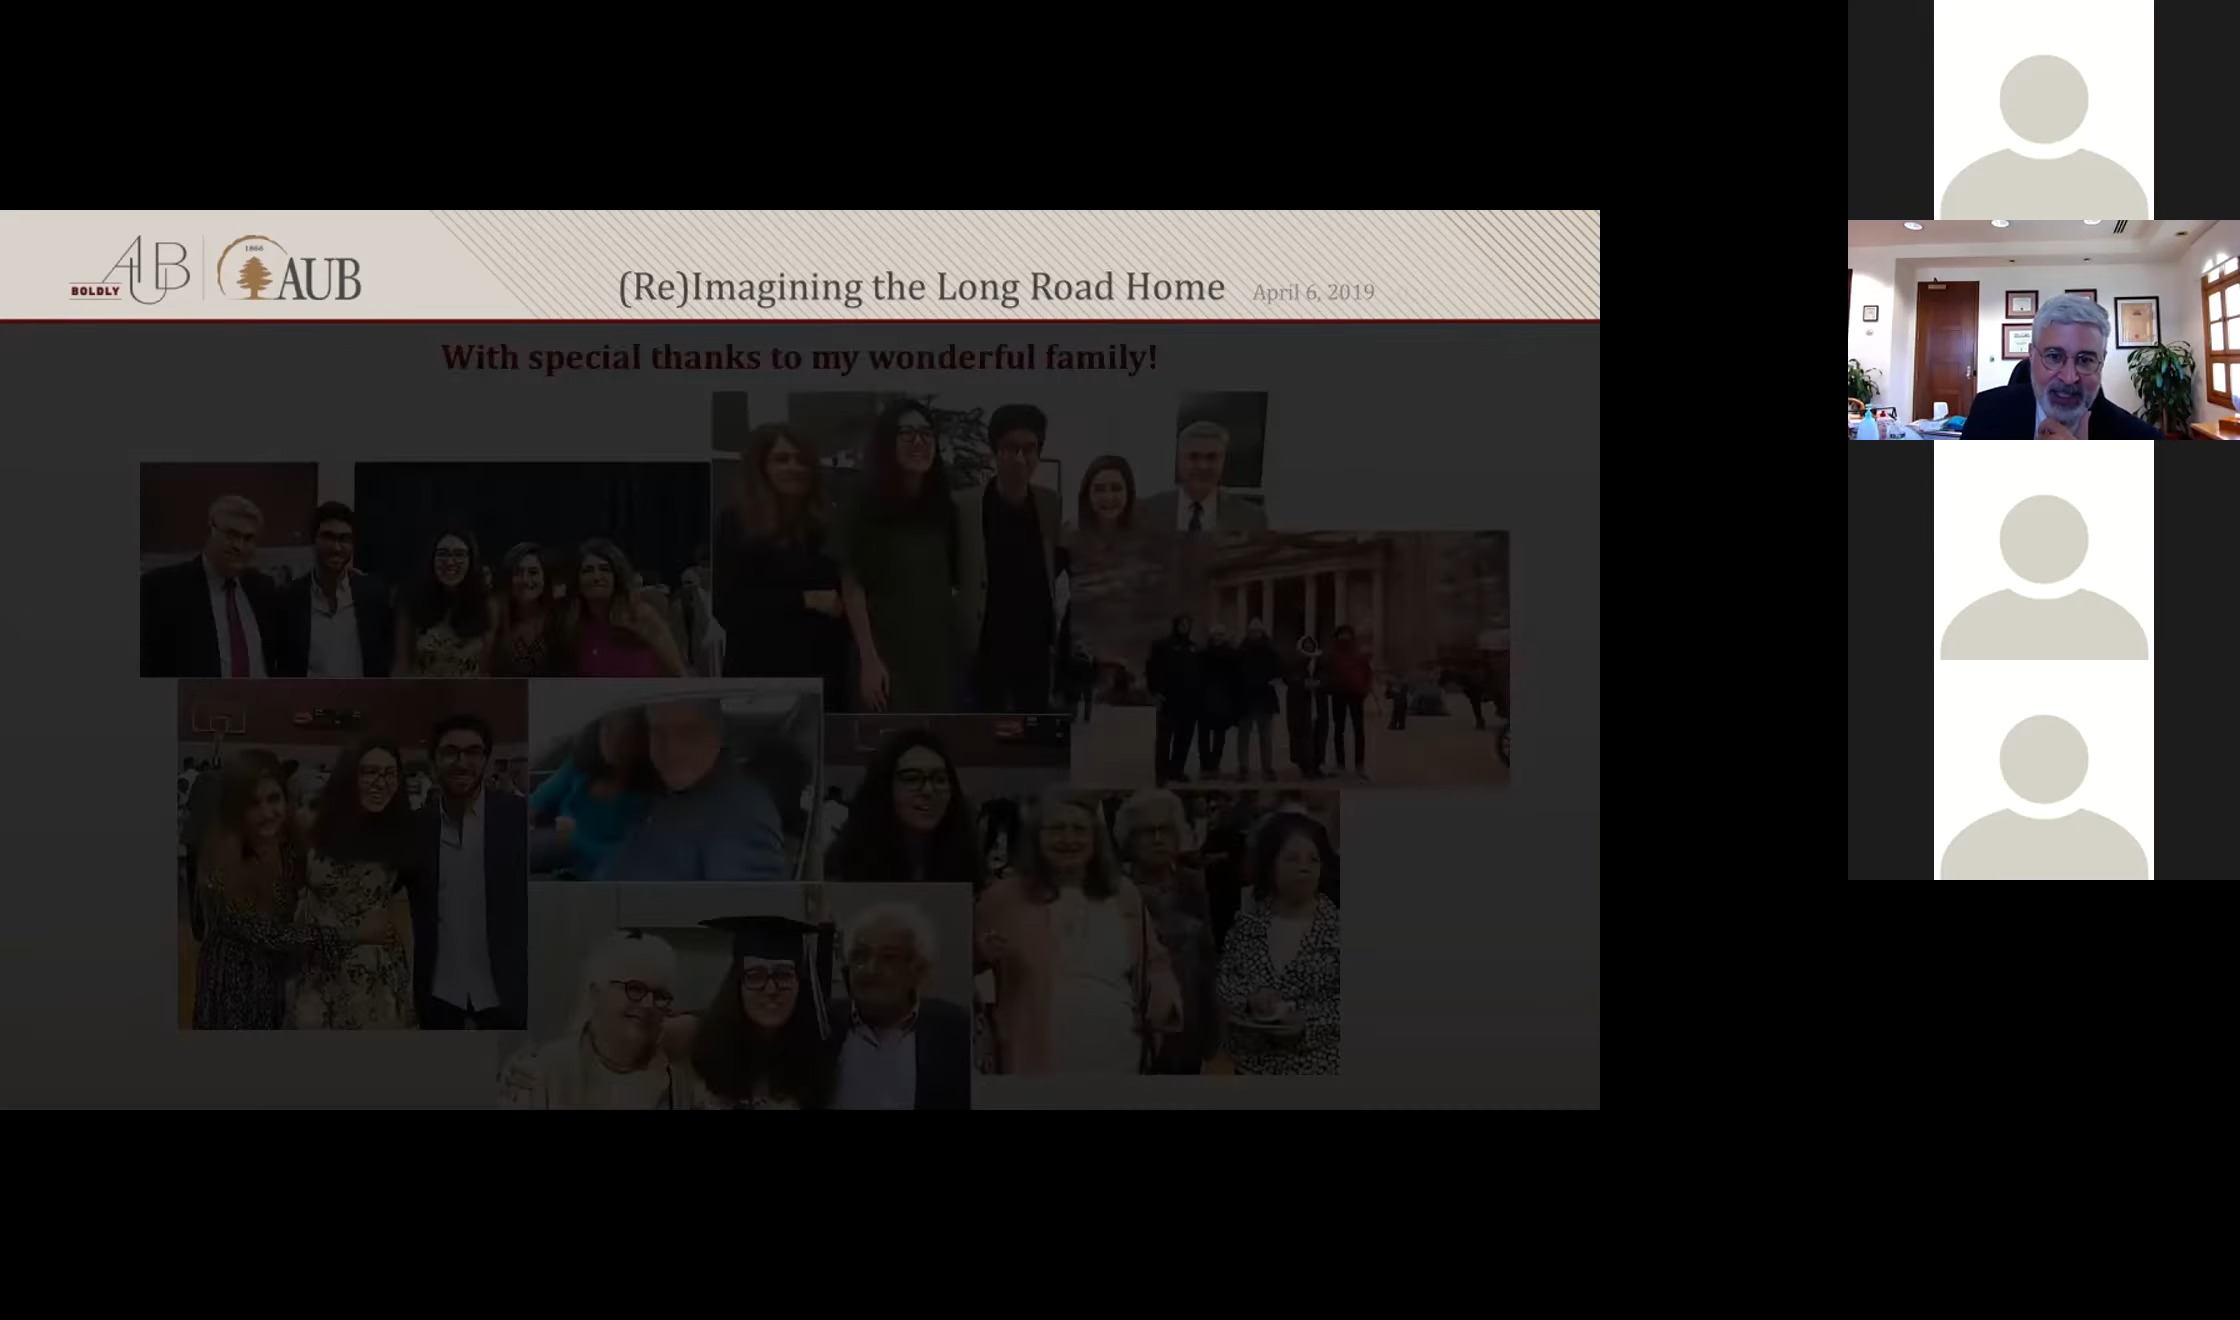 AUB
BOLDLY
1866
AUB
(Re)Imagining the Long Road Home April 6, 2019
With special thanks to my wonderful family!